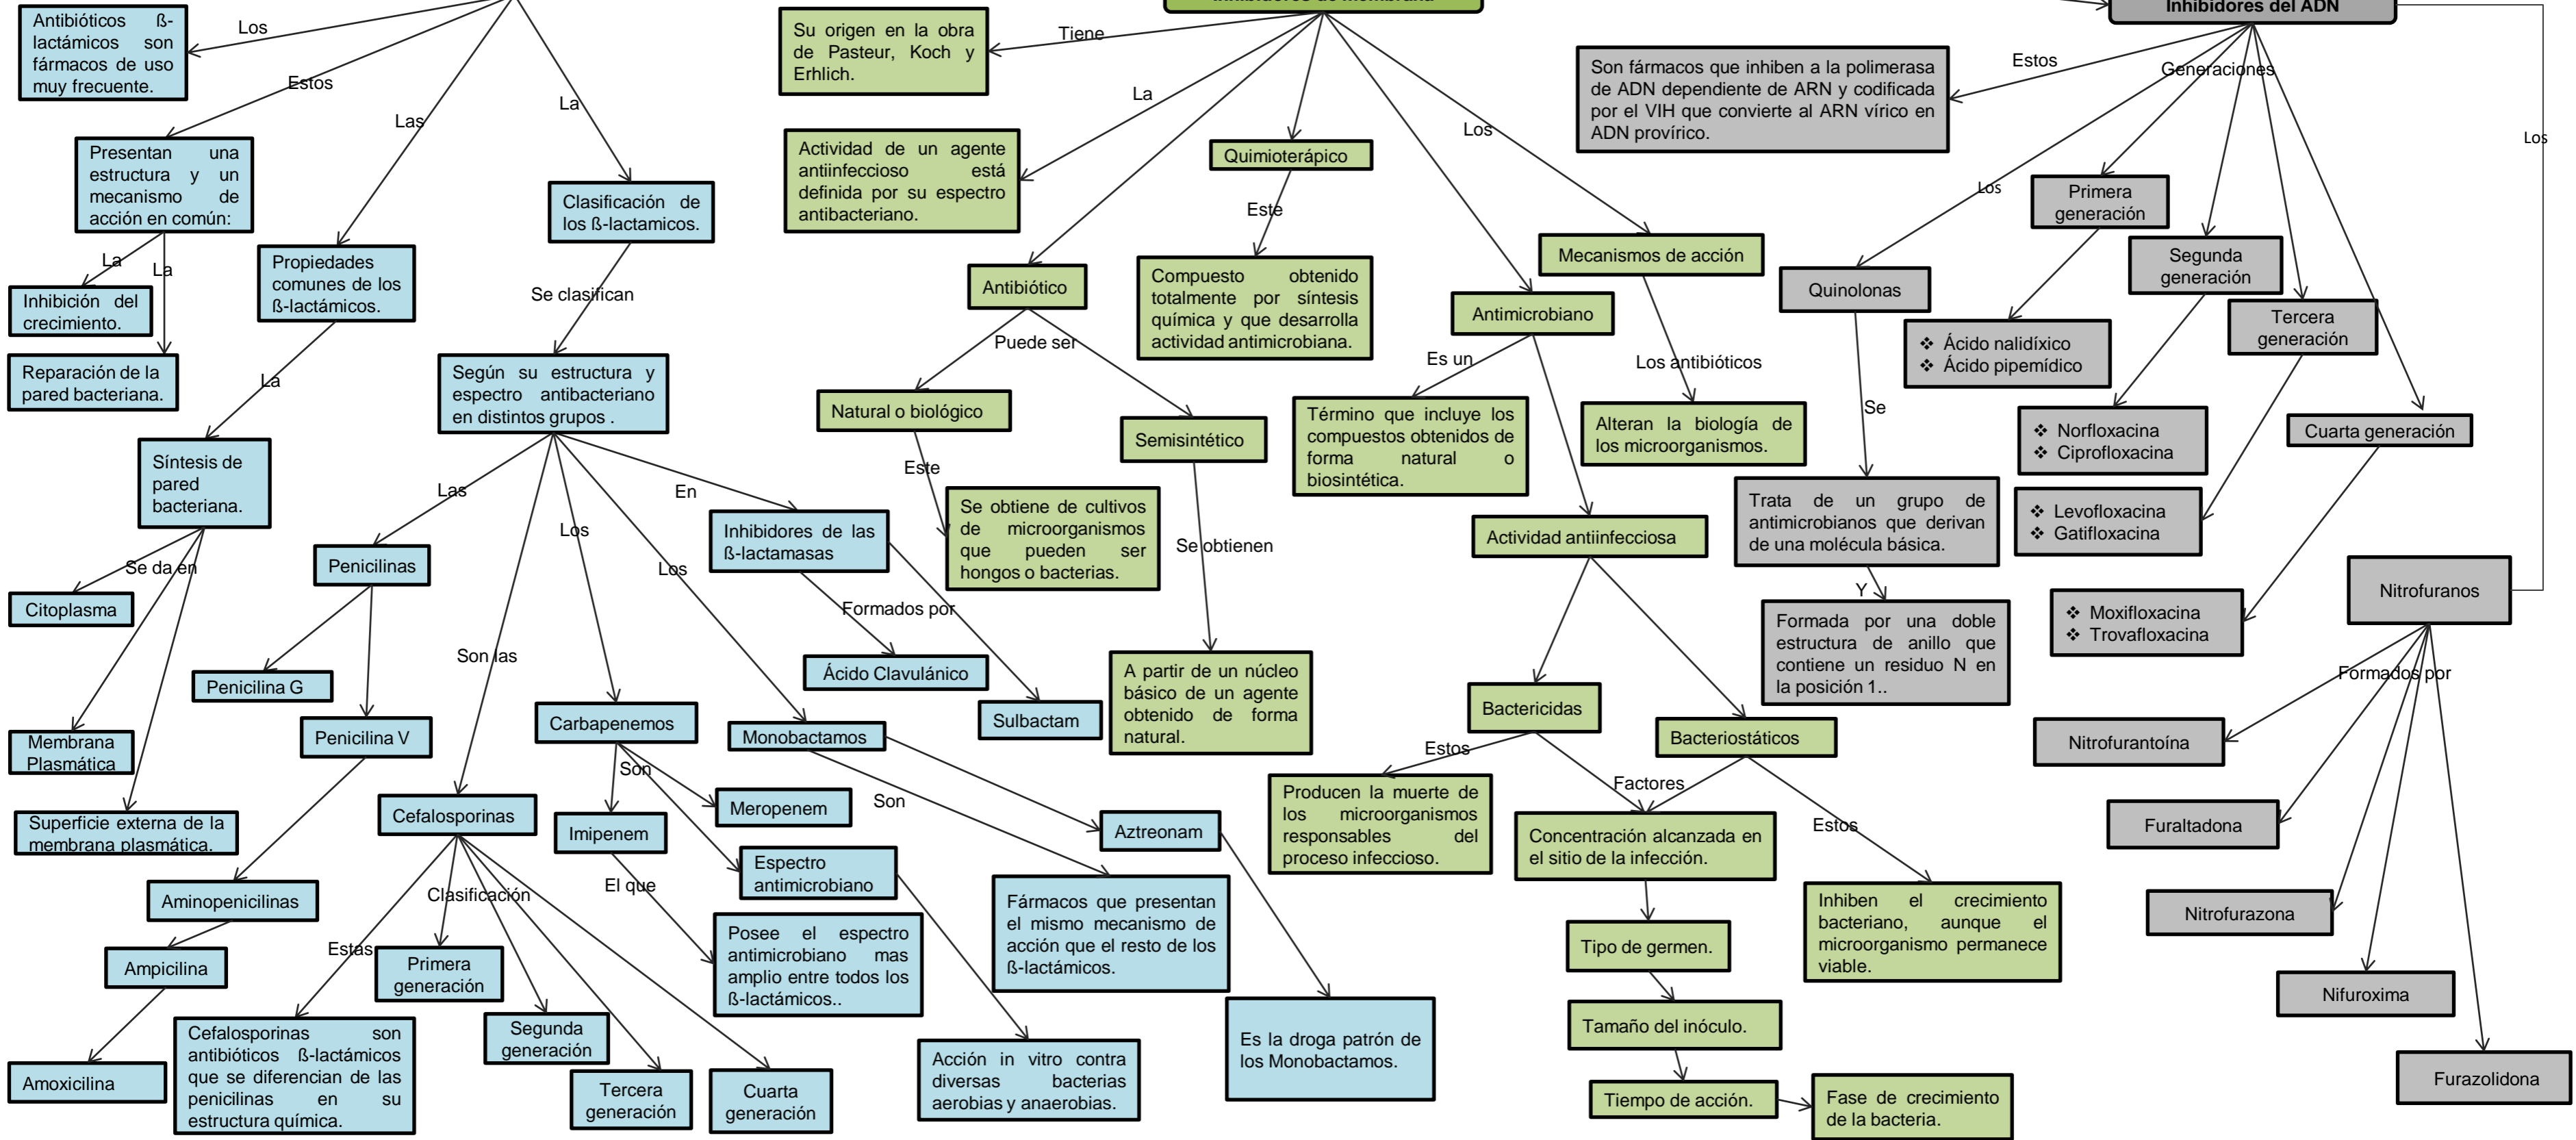 Inhibidores de membrana
Inhibidores del ADN
Los
Antibióticos ß-
lactámicos son
fármacos de uso
muy frecuente.
Estos
Presentan una
estructura y un
mecanismo de
acción en común:
La
Inhibición del
crecimiento.
La
Reparación de la
pared bacteriana.
Las
Propiedades
comunes de los
ß-lactámicos.
La
Síntesis de
pared
bacteriana.
Se da en
Citoplasma
Membrana
Plasmática
Superficie externa de la
membrana plasmática.
La
Clasificación de
los ß-lactamicos.
Se clasifican
Según su estructura y
espectro antibacteriano
en distintos grupos .
Las
Penicilinas
Penicilina G
Penicilina V
Aminopenicilinas
Ampicilina
Amoxicilina
Son las
Cefalosporinas
Estas
Cefalosporinas son
antibióticos ß-lactámicos
que se diferencian de las
penicilinas en su
estructura química.
Clasificación
Primera
generación
Segunda
generación
Tercera
generación
Cuarta
generación
Los
Carbapenemos
Son
Imipenem
El que
Posee el espectro
antimicrobiano mas
amplio entre todos los
ß-lactámicos..
Meropenem
Espectro
antimicrobiano
Acción in vitro contra
diversas bacterias
aerobias y anaerobias.
Los
Monobactamos
Son
Fármacos que presentan
el mismo mecanismo de
acción que el resto de los
ß-lactámicos.
Aztreonam
Es la droga patrón de
los Monobactamos.
En
Inhibidores de las
ß-lactamasas
Formados por
Ácido Clavulánico
Sulbactam
Tiene
Su origen en la obra
de Pasteur, Koch y
Erhlich.
La
Actividad de un agente
antiinfeccioso está
definida por su espectro
antibacteriano.
Antibiótico
Puede ser
Natural o biológico
Este
Se obtiene de cultivos
de microorganismos
que pueden ser
hongos o bacterias.
Semisintético
Se obtienen
A partir de un núcleo
básico de un agente
obtenido de forma
natural.
Quimioterápico
Este
Compuesto obtenido
totalmente por síntesis
química y que desarrolla
actividad antimicrobiana.
Antimicrobiano
Es un
Término que incluye los
compuestos obtenidos de
forma natural o
biosintética.
Actividad antiinfecciosa
Bactericidas
Estos
Producen la muerte de
los microorganismos
responsables del
proceso infeccioso.
Bacteriostáticos
Estos
Inhiben el crecimiento
bacteriano, aunque el
microorganismo permanece
viable.
Factores
Concentración alcanzada en
el sitio de la infección.
Tipo de germen.
Tamaño del inóculo.
Tiempo de acción.
Fase de crecimiento
de la bacteria.
Los
Mecanismos de acción
Los antibióticos
Alteran la biología de
los microorganismos.
Estos
Son fármacos que inhiben a la polimerasa
de ADN dependiente de ARN y codificada
por el VIH que convierte al ARN vírico en
ADN provírico.
Los
Quinolonas
Se
Trata de un grupo de
antimicrobianos que derivan
de una molécula básica.
Y
Formada por una doble
estructura de anillo que
contiene un residuo N en
la posición 1..
Generaciones
Primera
generación
❖ Ácido nalidíxico
❖ Ácido pipemídico
Segunda
generación
❖ Norfloxacina
❖ Ciprofloxacina
Tercera
generación
❖ Levofloxacina
❖ Gatifloxacina
Cuarta generación
❖ Moxifloxacina
❖ Trovafloxacina
Los
Nitrofuranos
Formados por
Nitrofurantoína
Furaltadona
Nitrofurazona
Nifuroxima
Furazolidona